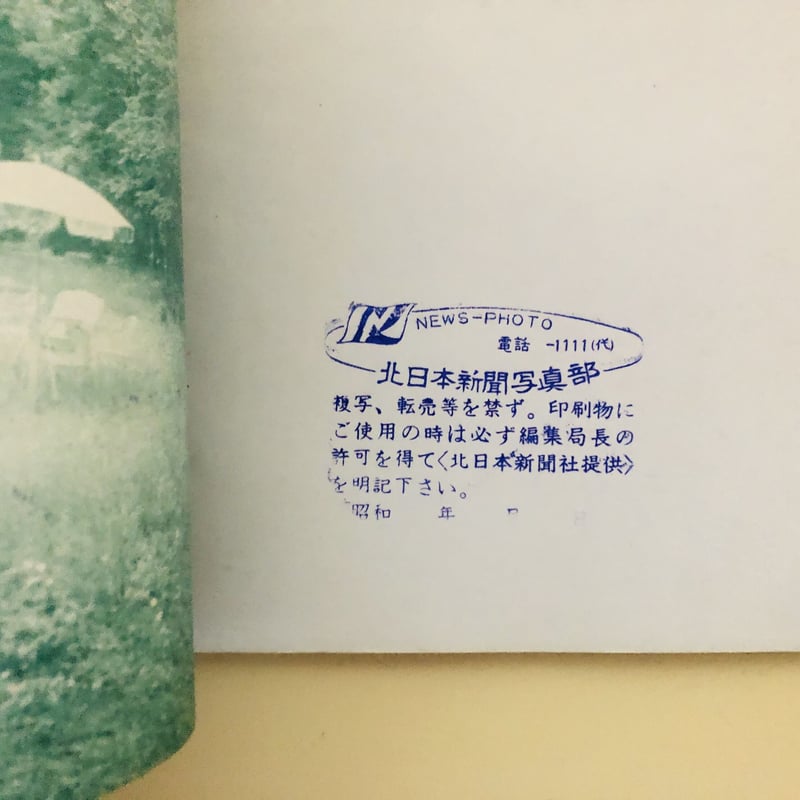 NEWS-PHOTO
電話 -1111(代)
北日本新聞写真部
複写、転売等を禁ず。印刷物に
ご使用の時は必ず編集局長の
許可を得て〈北日本新聞社提供〉
を明記下さい。
昭和 年